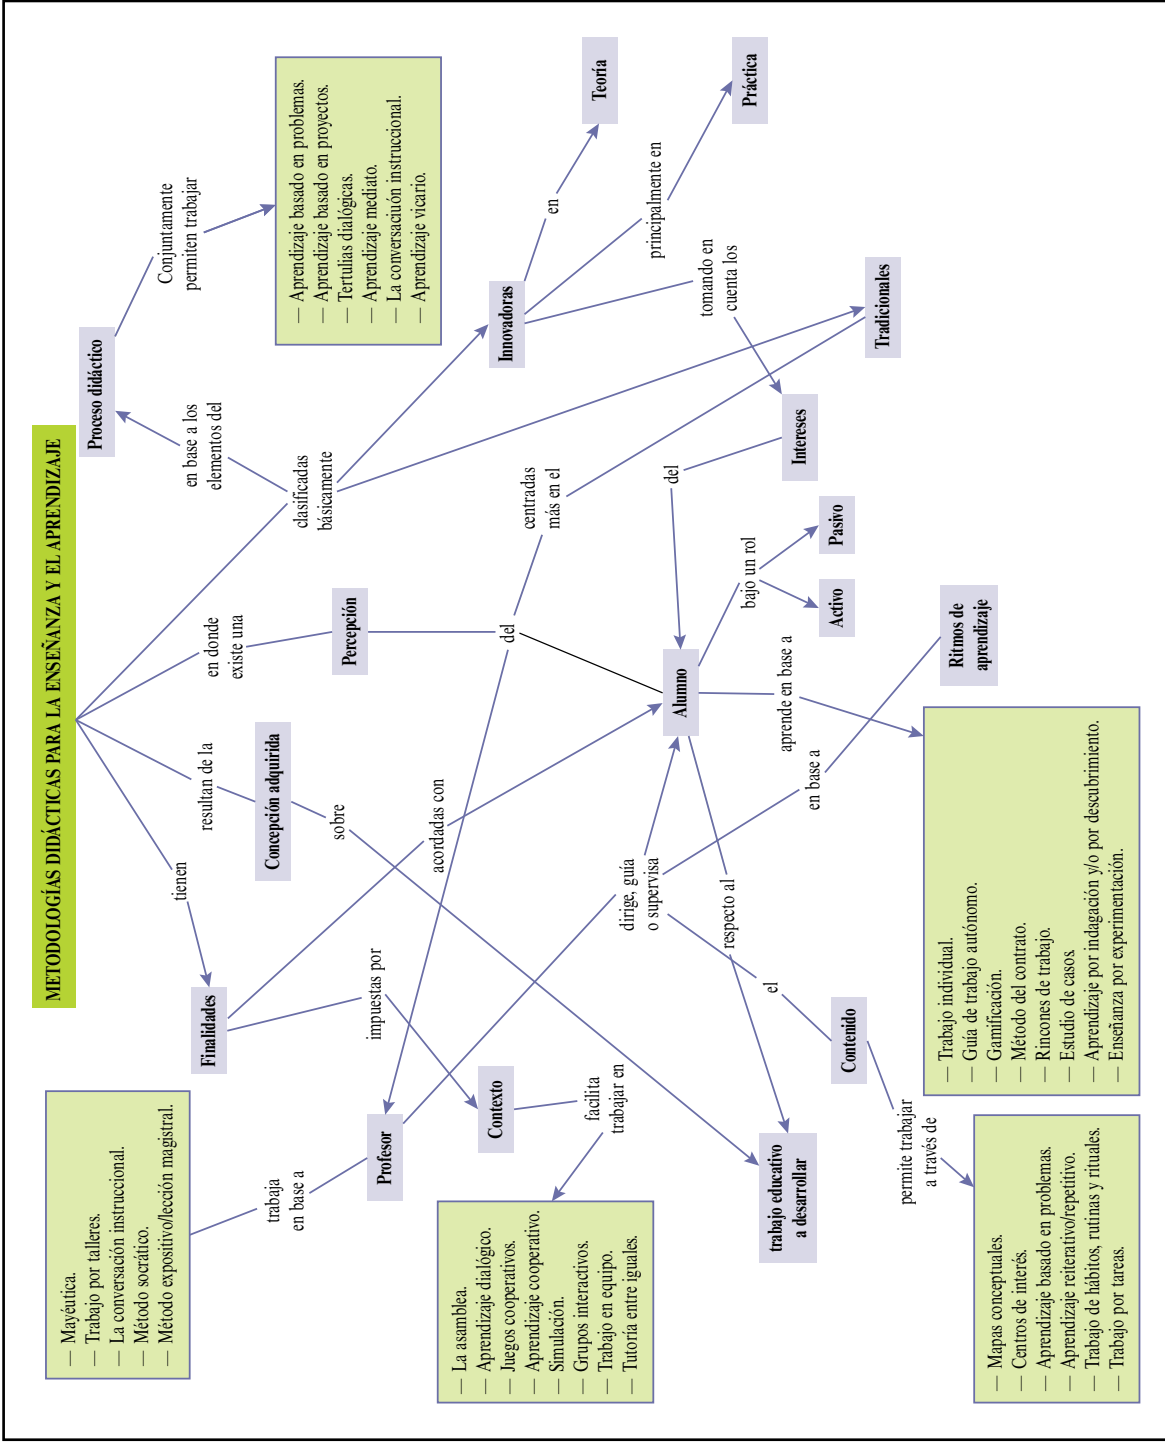 METODOLOGÍAS DIDÁCTICAS PARA LA ENSEÑANZA Y EL APRENDIZAJE
tienen
resultan de la
en donde
existe una
clasificadas
básicamente
en base a los
elementos del
Proceso didáctico
Conjuntamente
permiten trabajar
— Aprendizaje basado en problemas.
— Aprendizaje basado en proyectos.
— Tertulias dialógicas.
— Aprendizaje mediato.
— La conversaciuón instruccional.
— Aprendizaje vicario.
Finalidades
Concepción adquirida
Percepción
— Mayéutica.
— Trabajo por talleres.
— La conversación instruccional.
— Método socrático.
— Método expositivo/lección magistral.
trabaja
en base a
Profesor
impuestas por
acordadas con
sobre
del
centradas
más en el
Innovadoras
en
Teoría
principalmente en
Práctica
tomando en
cuenta los
Tradicionales
Intereses
del
Contexto
facilita
trabajar en
— La asamblea.
— Aprendizaje dialógico.
— Juegos cooperativos.
— Aprendizaje cooperativo.
— Simulación.
— Grupos interactivos.
— Trabajo en equipo.
— Tutoría entre iguales.
dirige, guía
o supervisa
Alumno
bajo un rol
Pasivo
Activo
aprende en base a
en base a
Ritmos de
aprendizaje
respecto al
trabajo educativo
a desarrollar
el
Contenido
permite trabajar
a través de
— Mapas conceptuales.
— Centros de interés.
— Aprendizaje basado en problemas.
— Aprendizaje reiterativo/repetitivo.
— Trabajo de hábitos, rutinas y rituales.
— Trabajo por tareas.
— Trabajo individual.
— Guía de trabajo autónomo.
— Gamificación.
— Método del contrato.
— Rincones de trabajo.
— Estudio de casos.
— Aprendizaje por indagación y/o por descubrimiento.
— Enseñanza por experimentación.